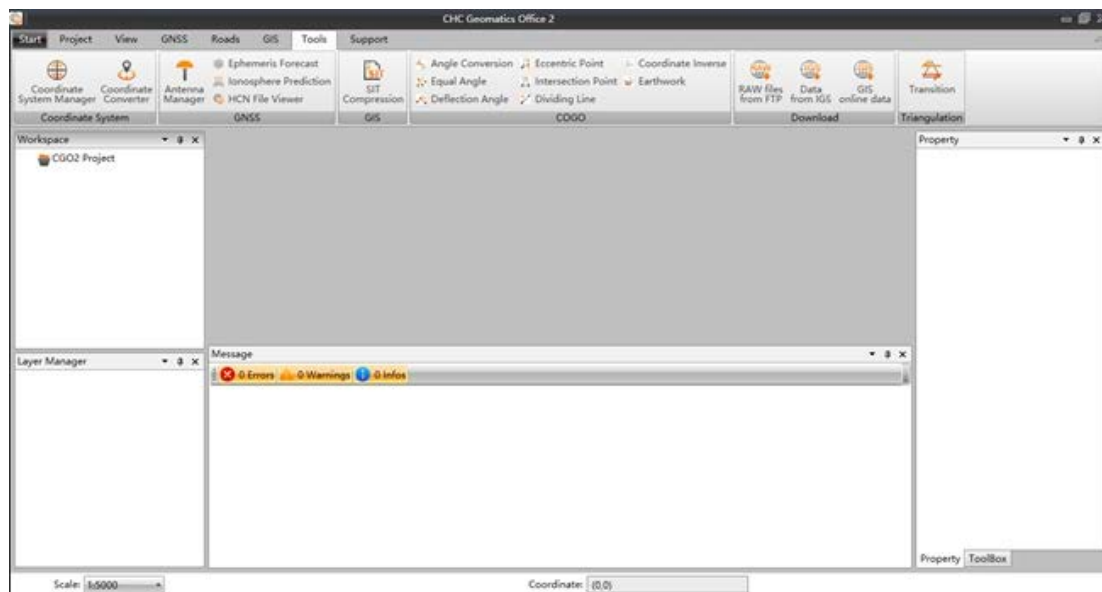 CHC Geomatics Office 2
Start Project View GNSS Roads GIS Tools Support
Coordinate System Manager
Coordinate Converter
Antenna Manager
Ephemeris Forecast
Ionosphere Prediction
HCN File Viewer
SIT Compression
Angle Conversion
Equal Angle
Deflection Angle
Eccentric Point
Intersection Point
Dividing Line
Coordinate Inverse
Earthwork
RAW files from FTP
Data from IGS
GIS online data
Transition
Coordinate System GNSS GIS COGO Download Triangulation
Workspace
CGO2 Project
Property
Layer Manager
Message
0 Errors 0 Warnings 0 Infos
Property ToolBox
Scale: 1:5000
Coordinate: (0,0)